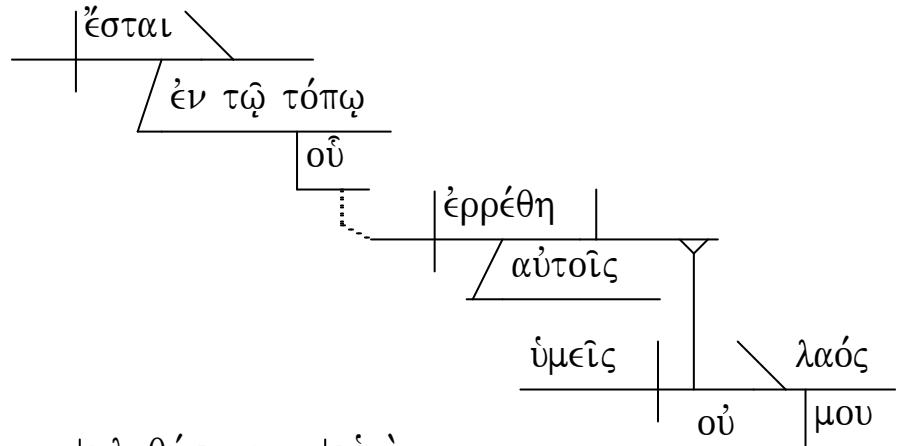 ἔσται
ἐν τῷ τόπῳ
οὗ
ἐρρέθη
αὐτοῖς
ὑμεῖς λαός
οὐ μου